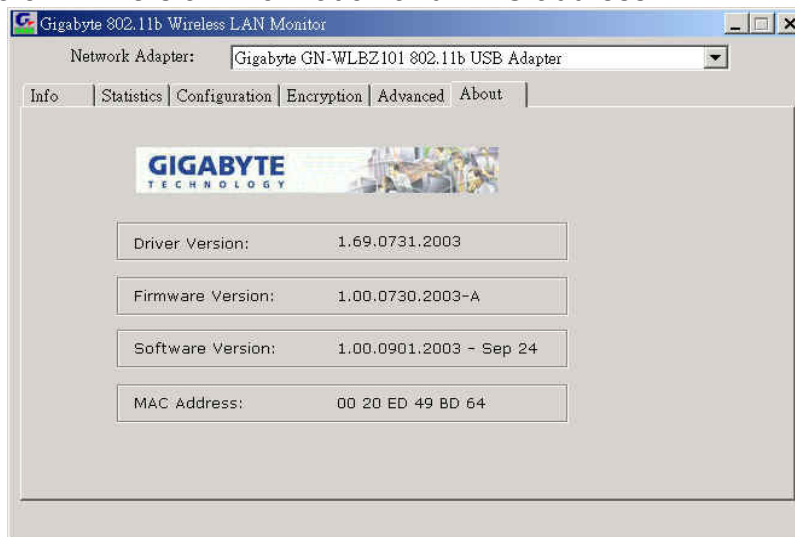 Gigabyte 802.11b Wireless LAN Monitor
Network Adapter: Gigabyte GN-WLBZ101 802.11b USB Adapter
Info Statistics Configuration Encryption Advanced About
GIGABYTE
TECHNOLOGY
Driver Version: 1.69.0731.2003
Firmware Version: 1.00.0730.2003-A
Software Version: 1.00.0901.2003 - Sep 24
MAC Address: 00 20 ED 49 BD 64